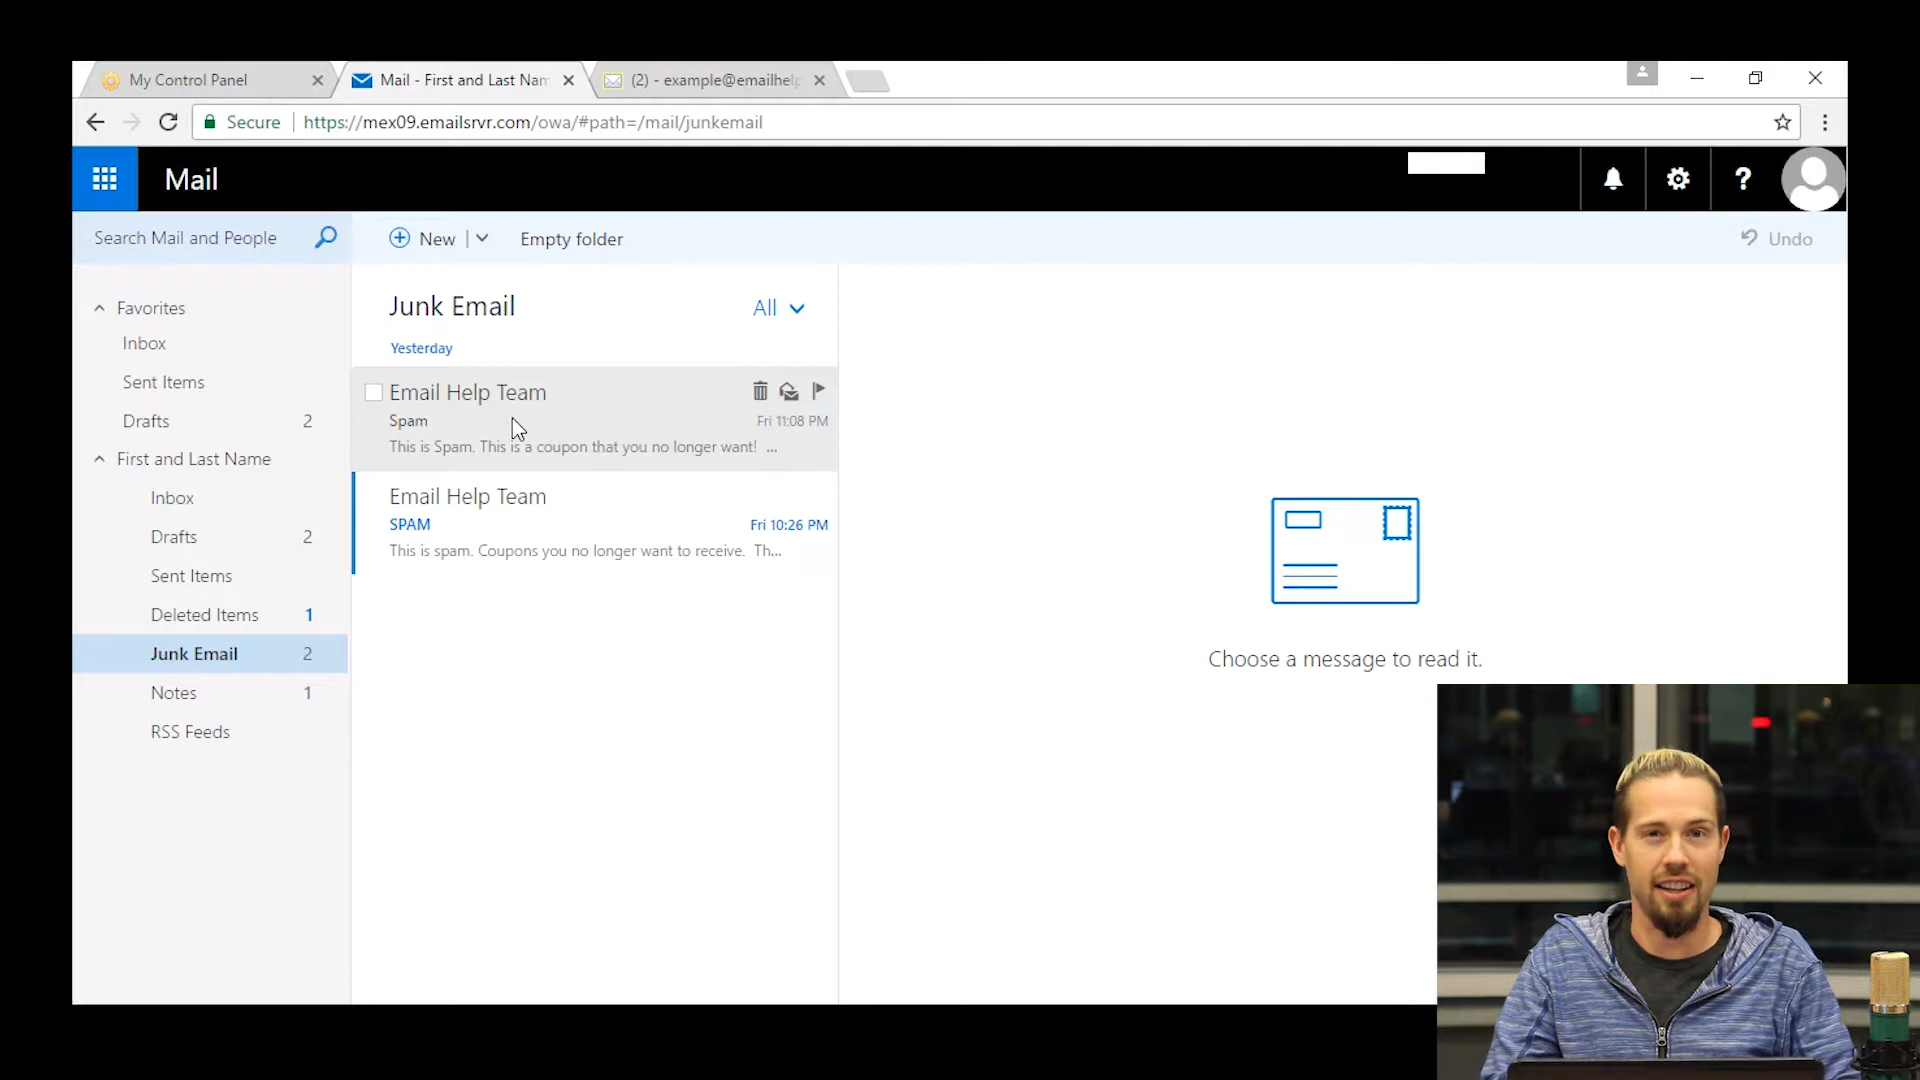 My Control Panel
Mail - First and Last Nam
(2) - example@emailhelp
Secure
https://mex09.emailsrvr.com/owa/#path=/mail/junkemail
Mail
Search Mail and People
New
Empty folder
Undo
Favorites
Inbox
Sent Items
Drafts 2
First and Last Name
Inbox
Drafts 2
Sent Items
Deleted Items 1
Junk Email 2
Notes 1
RSS Feeds
Junk Email
All
Yesterday
Email Help Team
Spam Fri 11:08 PM
This is Spam. This is a coupon that you no longer want! ...
Email Help Team
SPAM Fri 10:26 PM
This is spam. Coupons you no longer want to receive. Th...
Choose a message to read it.